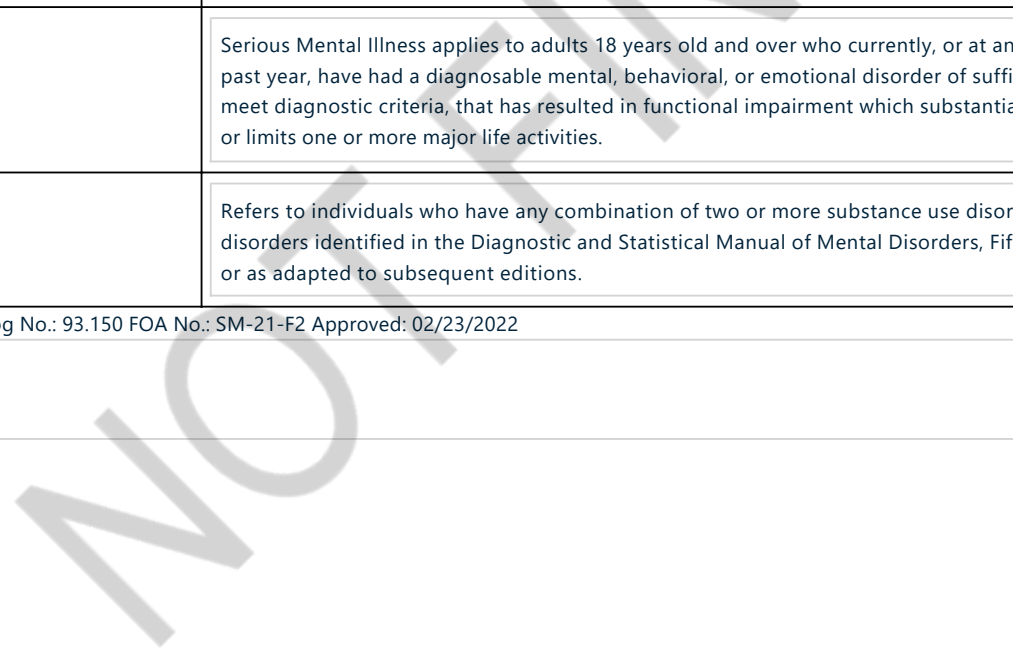 Serious Mental Illness applies to adults 18 years old and over who currently, or at an
past year, have had a diagnosable mental, behavioral, or emotional disorder of suffi
meet diagnostic criteria, that has resulted in functional impairment which substantia
or limits one or more major life activities.
Refers to individuals who have any combination of two or more substance use disor
disorders identified in the Diagnostic and Statistical Manual of Mental Disorders, Fif
or as adapted to subsequent editions.
og No.: 93.150 FOA No.: SM-21-F2 Approved: 02/23/2022
NOT FIN